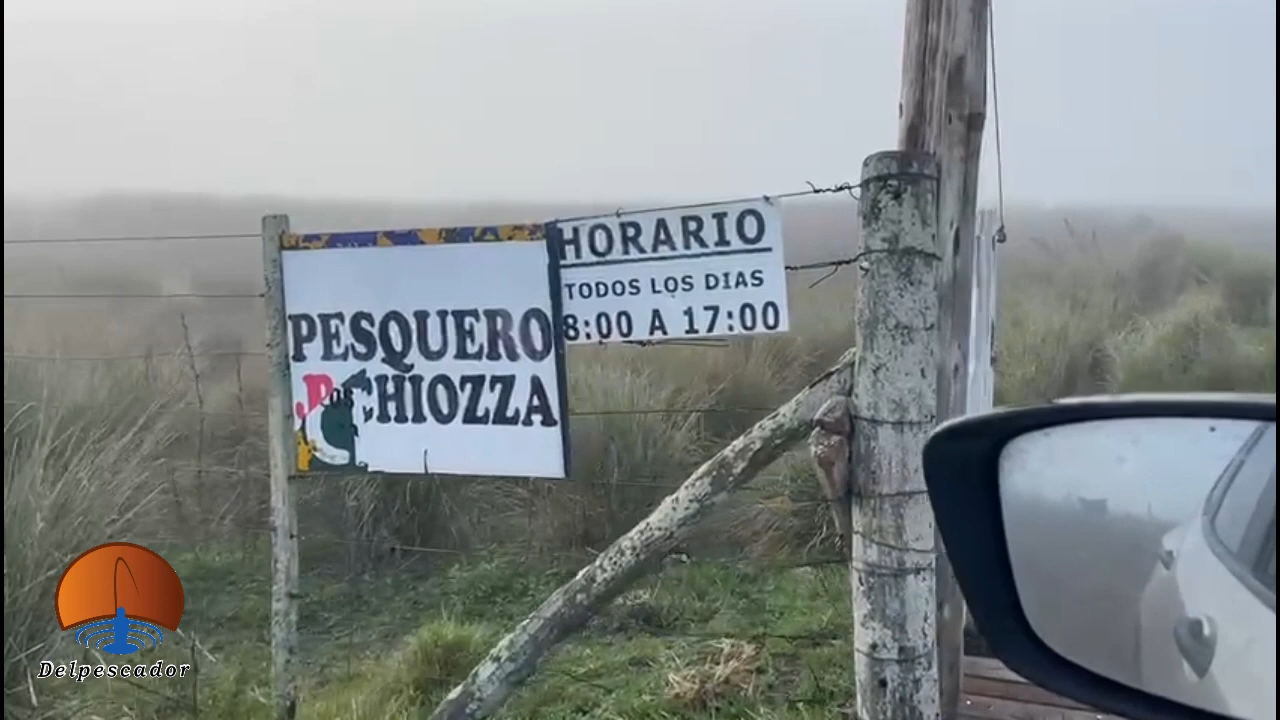 PESQUERO
CHIOZZA
HORARIO
TODOS LOS DIAS
8:00 A 17:00
Delpescador